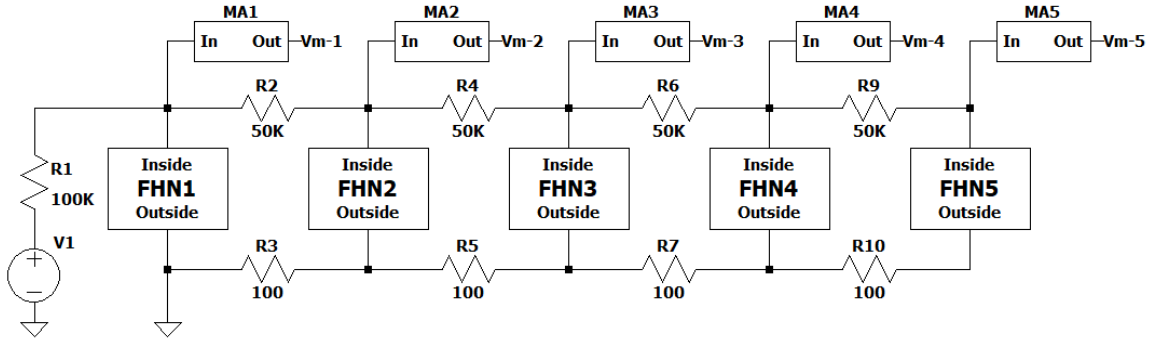 MA1 MA2 MA3 MA4 MA5
In Out Vm-1 In Out Vm-2 In Out Vm-3 In Out Vm-4 In Out Vm-5
R2 R4 R6 R9
50K 50K 50K 50K
R1
100K
Inside Inside Inside Inside Inside
FHN1 FHN2 FHN3 FHN4 FHN5
Outside Outside Outside Outside Outside
V1
R3 R5 R7 R10
100 100 100 100